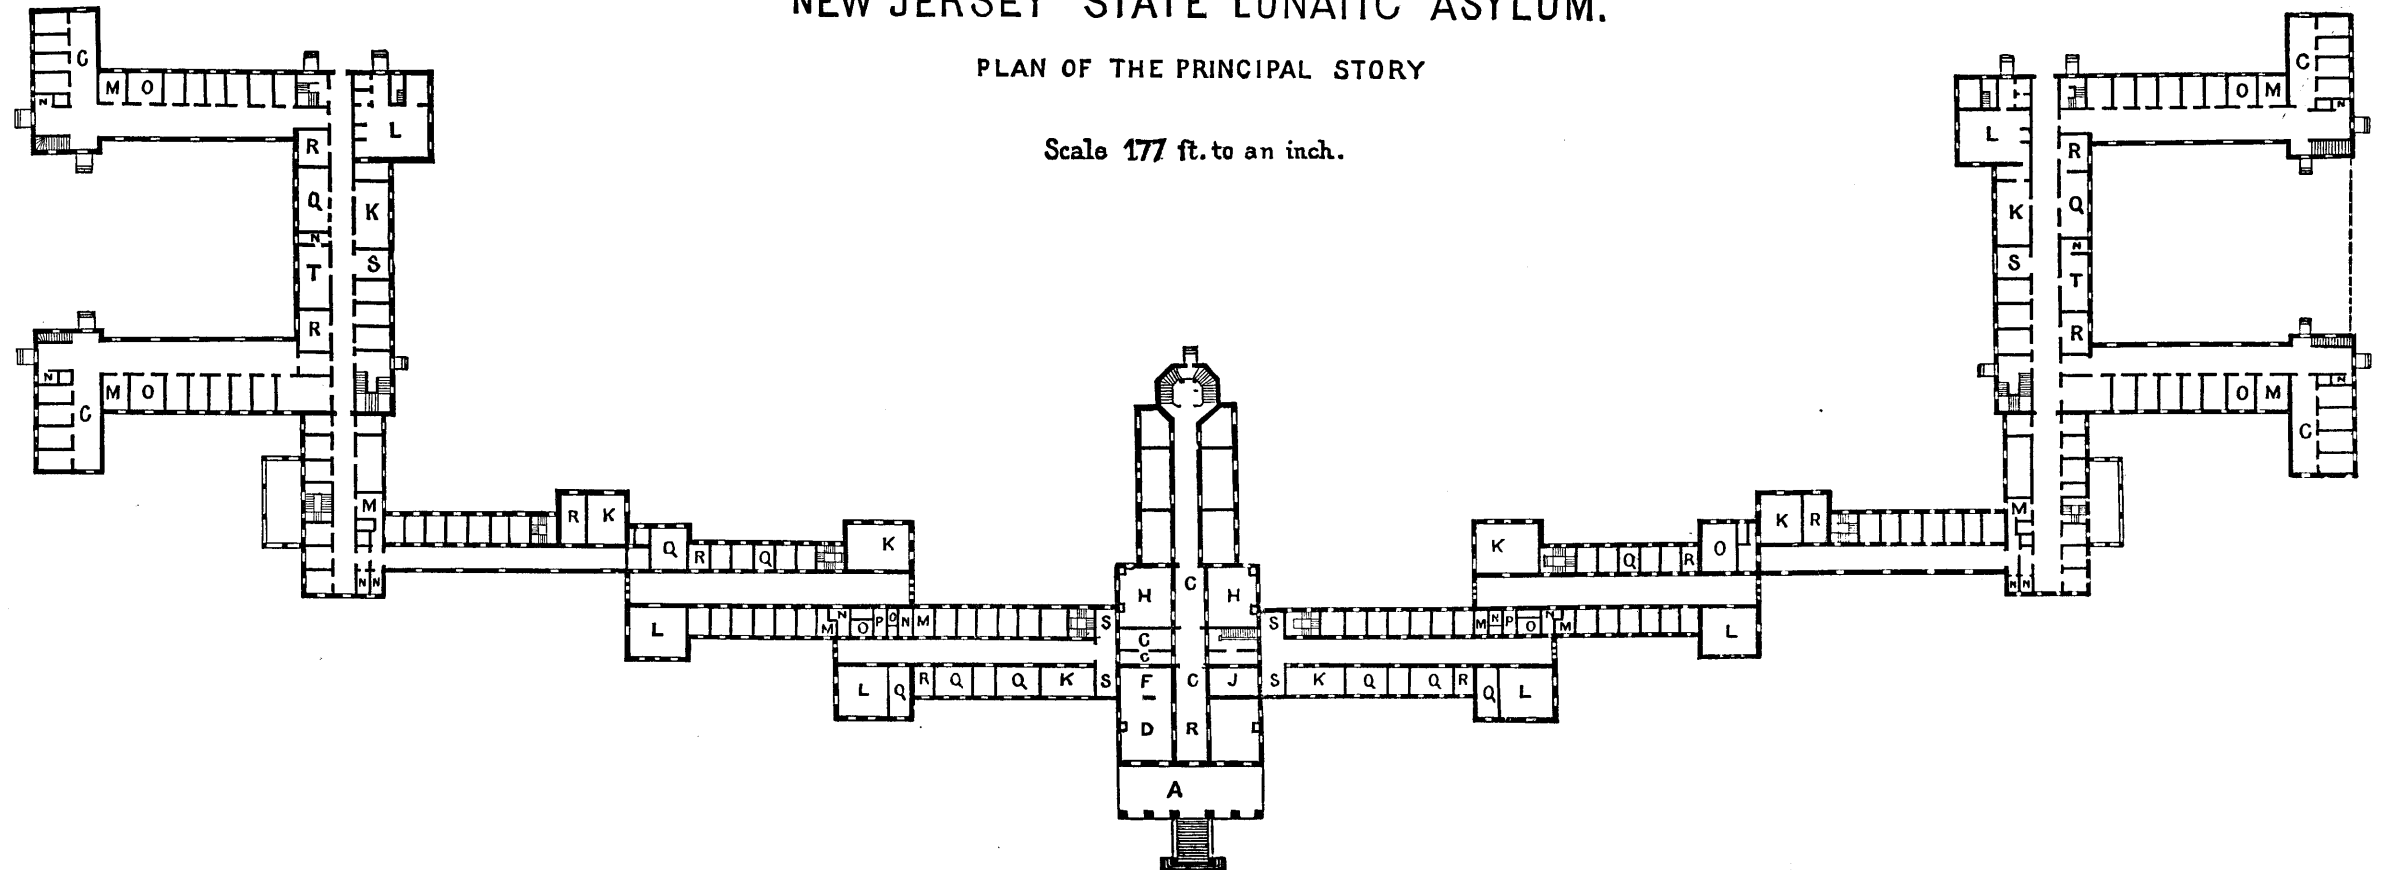 NEW JERSEY STATE LUNATIC ASYLUM.
PLAN OF THE PRINCIPAL STORY
Scale 177 ft. to an inch.
C
M O
N
L
R
Q
K
N
T
S
R
N
C
M O
M
N N
R K
Q R Q K
L
M N O P O N M S
L Q R Q Q K S
H C H
C
C
F C J
D R
A
S M N P O N M
S K Q Q R Q L
L
K Q R O
K R
M
N N
L
R
K
Q
N
S
T
R
O M
C
N
O M
N
C